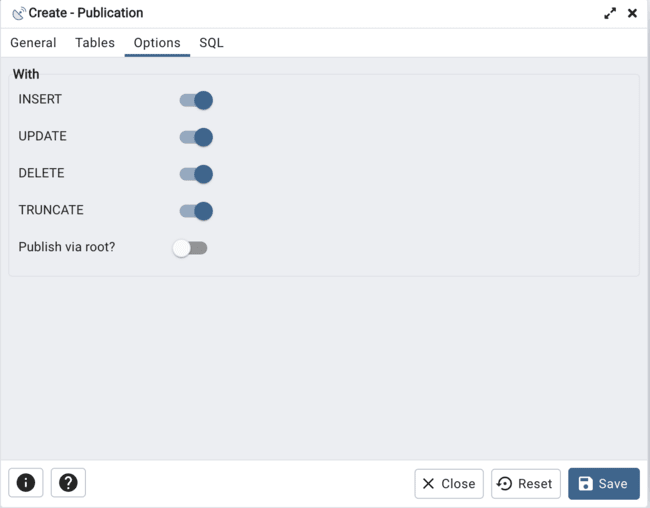 Create - Publication
General Tables Options SQL
With
INSERT
UPDATE
DELETE
TRUNCATE
Publish via root?
Close Reset Save